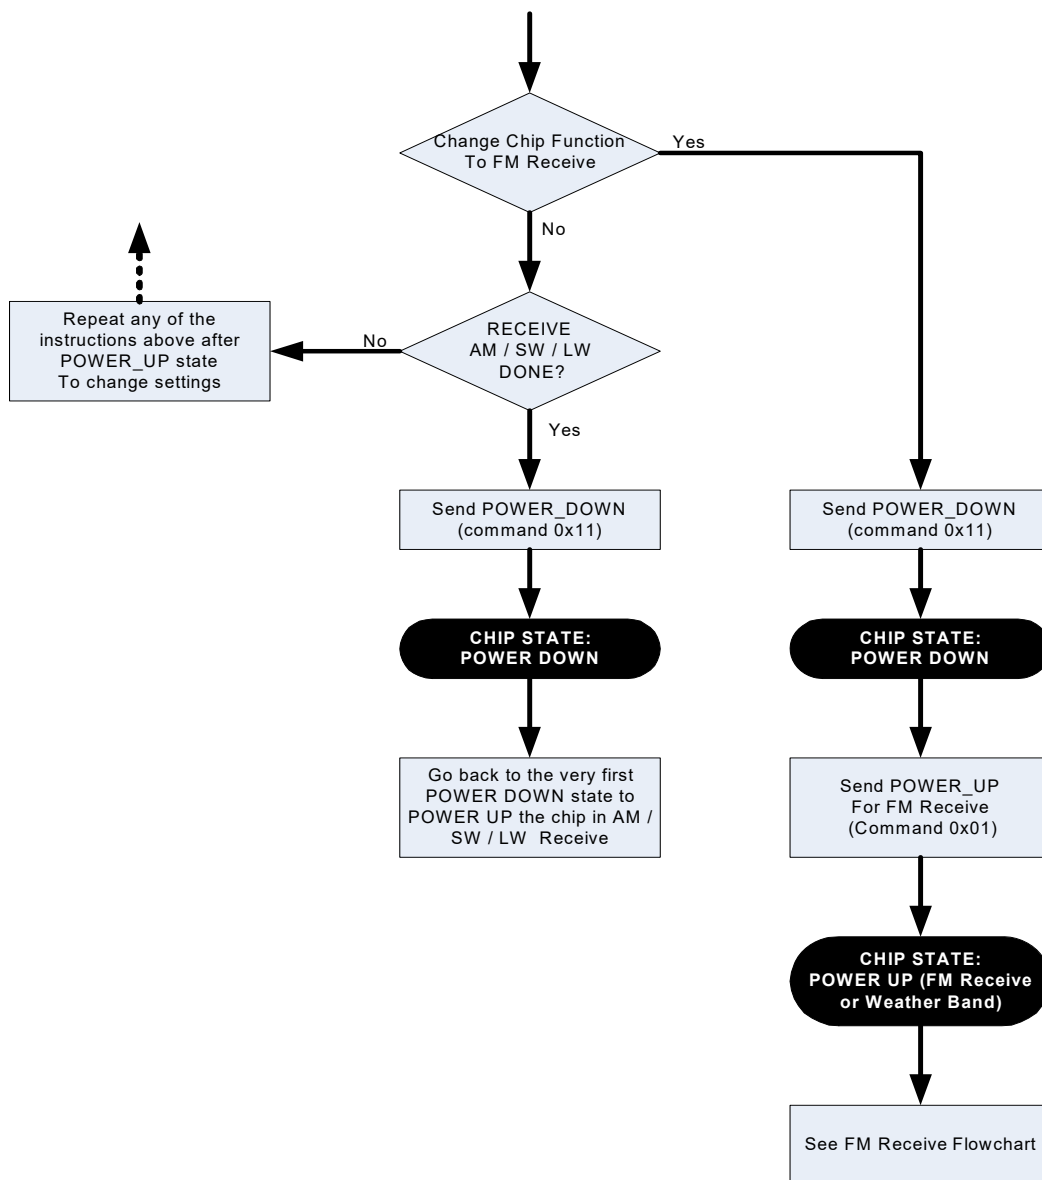 Change Chip Function
To FM Receive
Yes
No
RECEIVE
AM / SW / LW
DONE?
No
Repeat any of the
instructions above after
POWER_UP state
To change settings
Yes
Send POWER_DOWN
(command 0x11)
CHIP STATE:
POWER DOWN
Go back to the very first
POWER DOWN state to
POWER UP the chip in AM /
SW / LW Receive
Send POWER_DOWN
(command 0x11)
CHIP STATE:
POWER DOWN
Send POWER_UP
For FM Receive
(Command 0x01)
CHIP STATE:
POWER UP (FM Receive
or Weather Band)
See FM Receive Flowchart